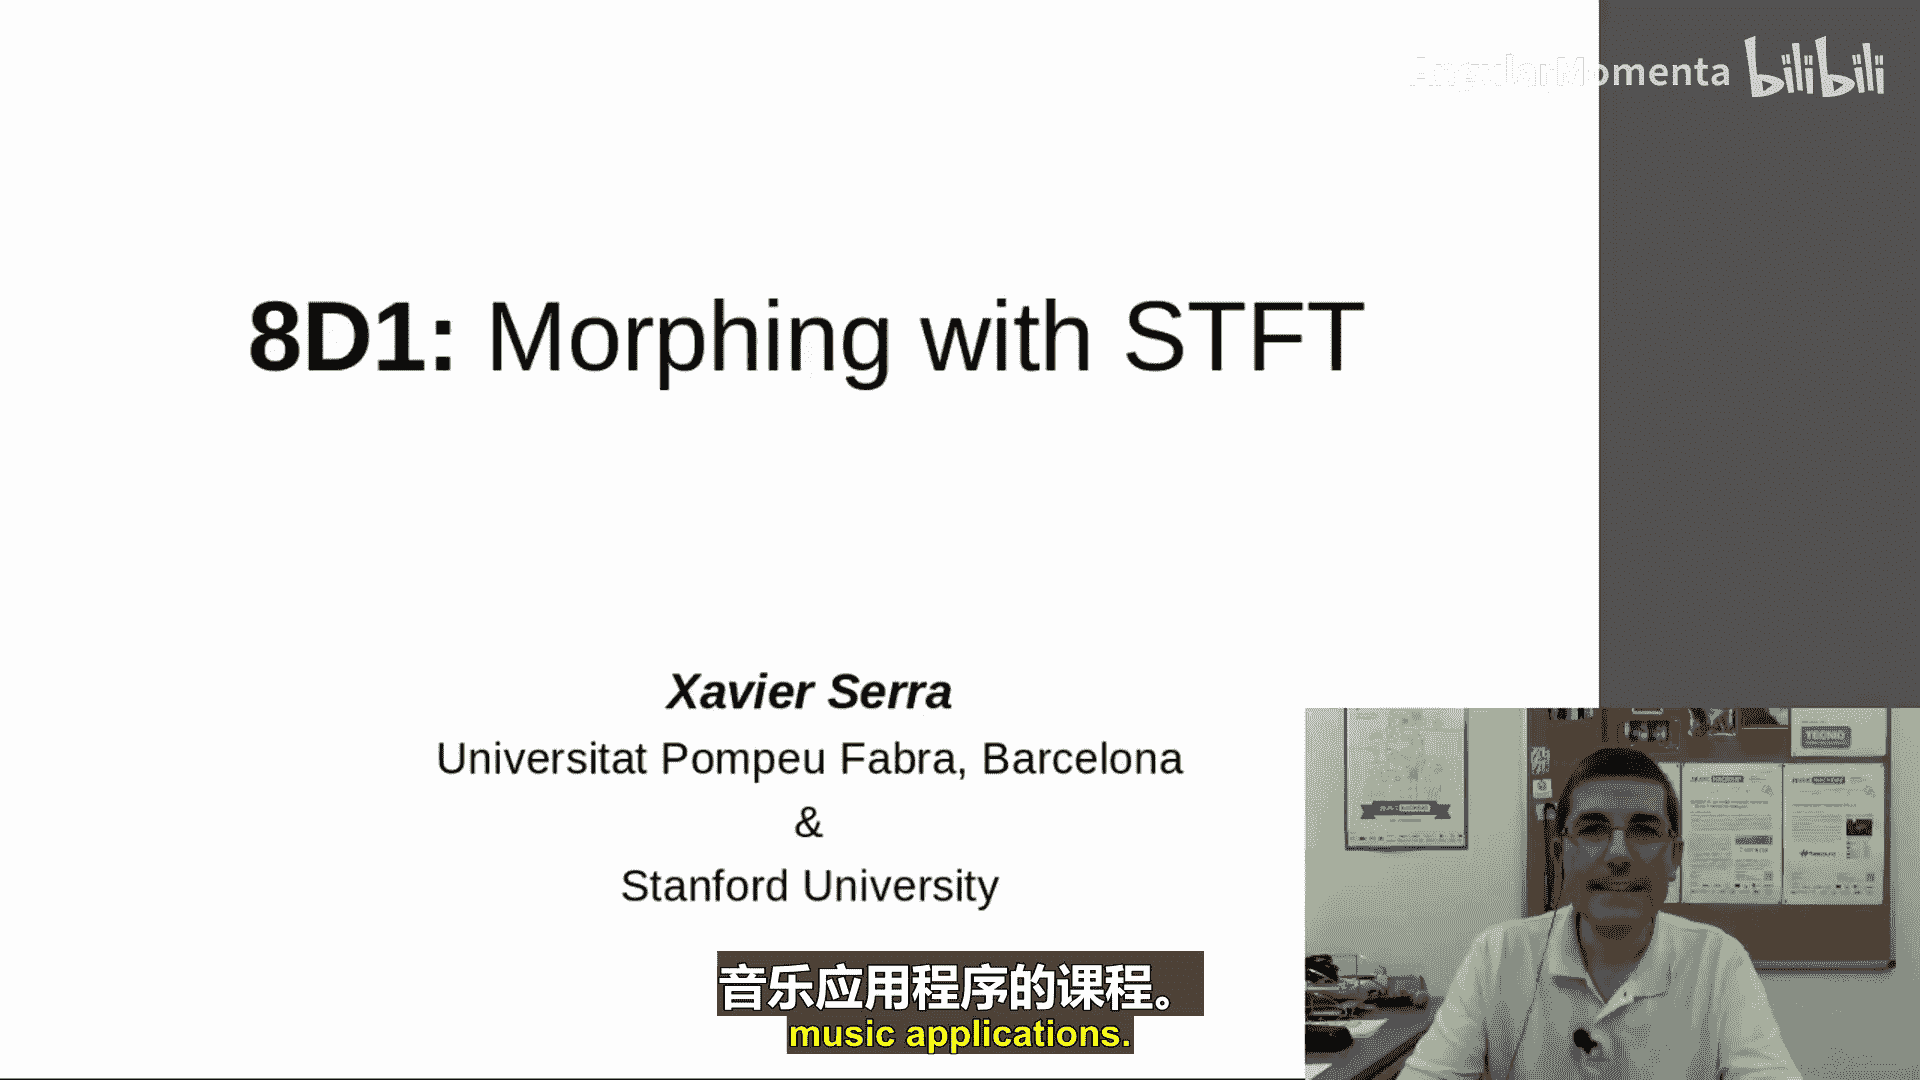 AngularMomenta bilibili
8D1: Morphing with STFT
Xavier Serra
Universitat Pompeu Fabra, Barcelona
&
Stanford University
TECNIO
音乐应用程序的课程。
music applications.